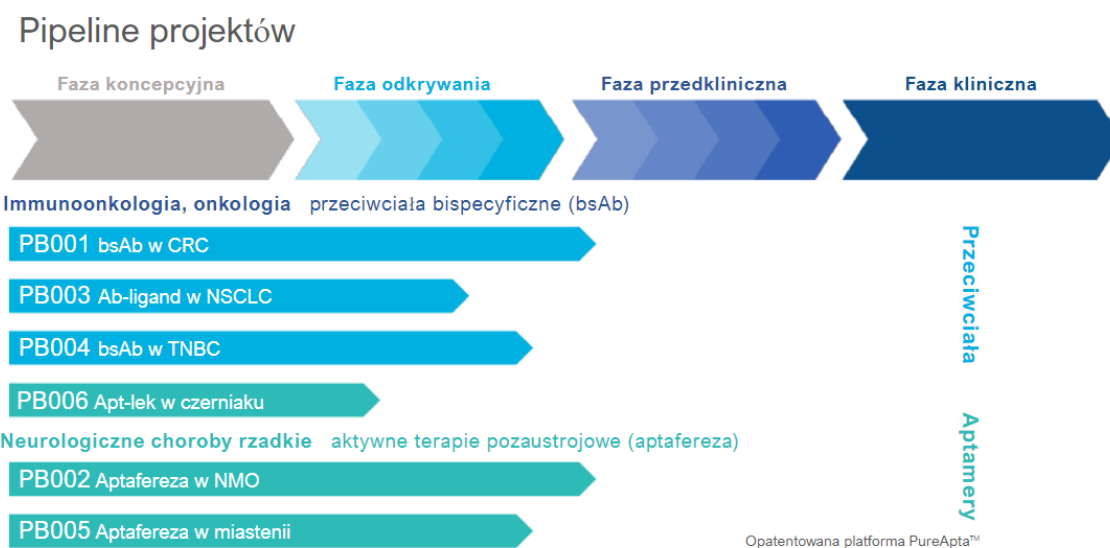 Pipeline projektów
Faza koncepcyjna
Faza odkrywania
Faza przedkliniczna
Faza kliniczna
Immunoonkologia, onkologia przeciwciała bispecyficzne (bsAb)
PB001 bsAb w CRC
PB003 Ab-ligand w NSCLC
PB004 bsAb w TNBC
PB006 Apt-lek w czerniaku
Przeciwciała
Neurologiczne choroby rzadkie aktywne terapie pozaustrojowe (aptafereza)
PB002 Aptafereza w NMO
PB005 Aptafereza w miastenii
Aptamery
Opatentowana platforma PureApta™